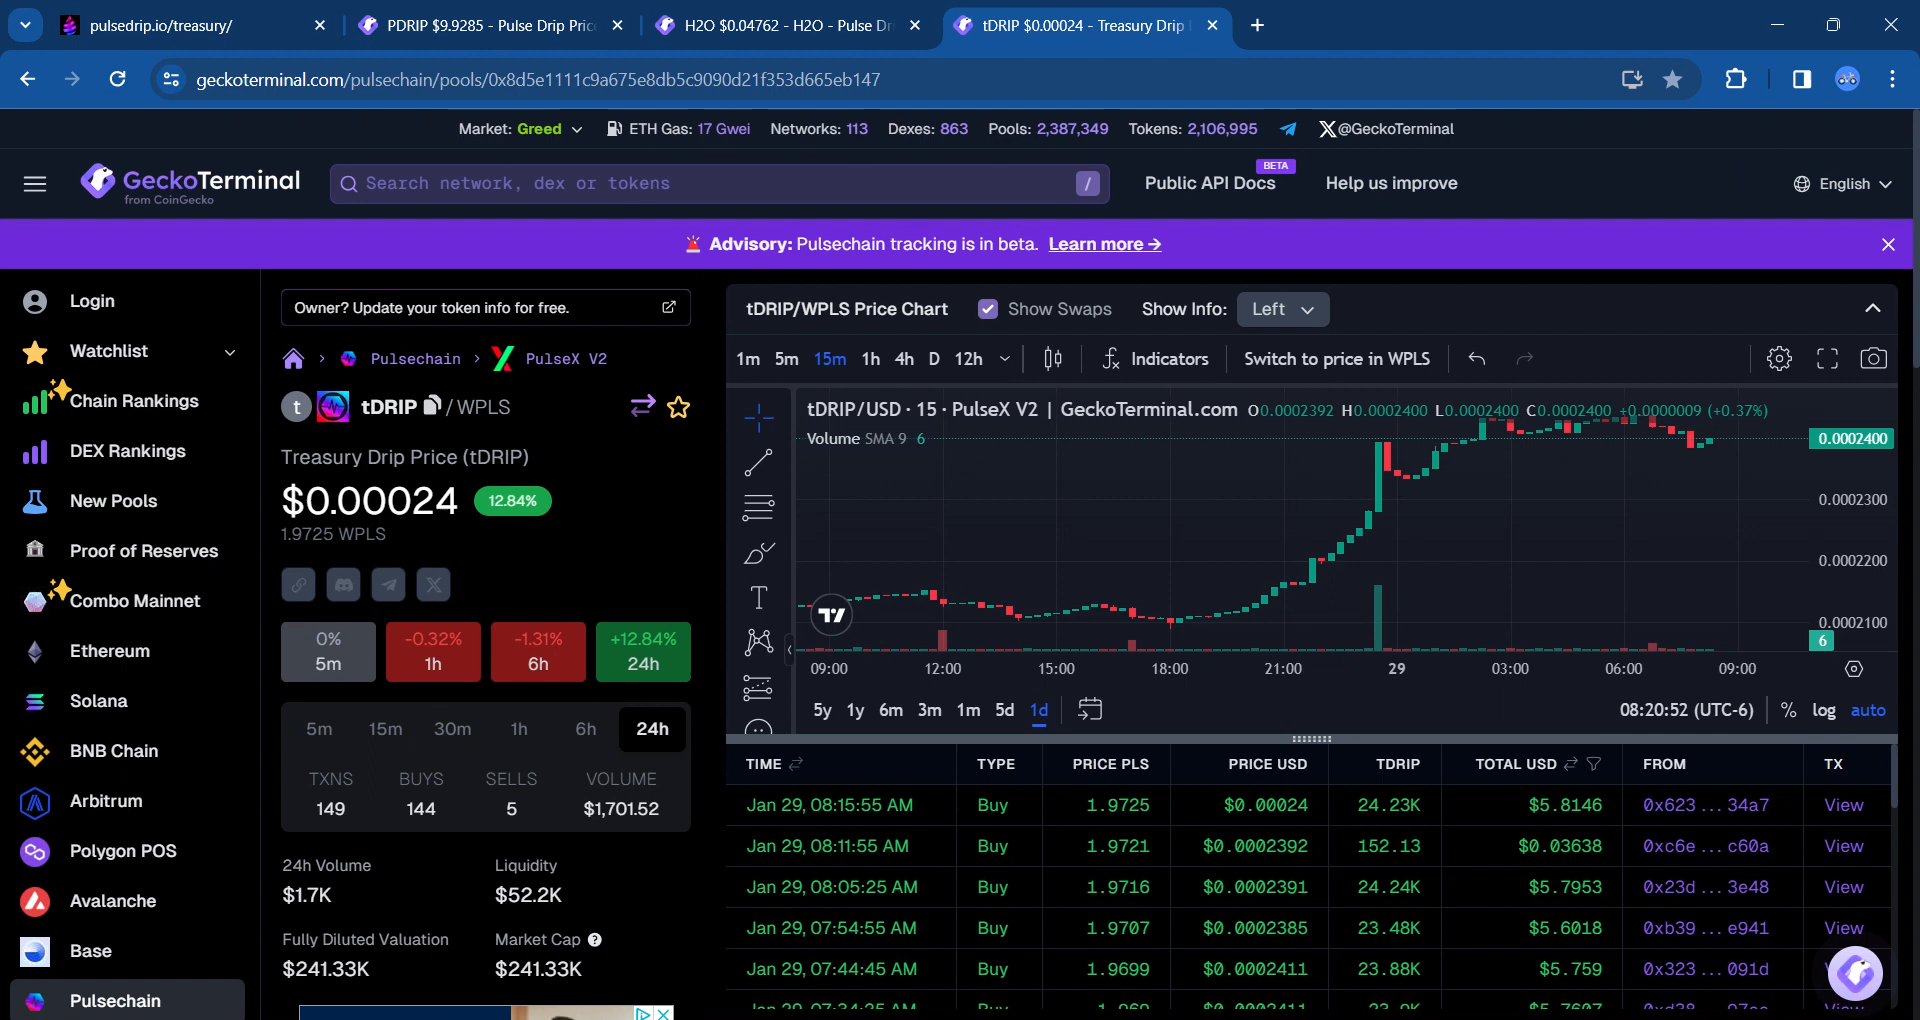 pulsedrip.io/treasury/
PDRIP $9.9285 - Pulse Drip Pric
H2O $0.04762 - H2O - Pulse Dr
tDRIP $0.00024 - Treasury Drip
geckoterminal.com/pulsechain/pools/0x8d5e1111c9a675e8db5c9090d21f353d665eb147
Market: Greed ETH Gas: 17 Gwei Networks: 113 Dexes: 863 Pools: 2,387,349 Tokens: 2,106,995 @GeckoTerminal
GeckoTerminal
from CoinGecko
Search network, dex or tokens /
Public API Docs BETA
Help us improve
English
Advisory: Pulsechain tracking is in beta. Learn more →
Login
Watchlist
Chain Rankings
DEX Rankings
New Pools
Proof of Reserves
Combo Mainnet
Ethereum
Solana
BNB Chain
Arbitrum
Polygon POS
Avalanche
Base
Pulsechain
Owner? Update your token info for free.
Pulsechain › PulseX V2
t tDRIP / WPLS
Treasury Drip Price (tDRIP)
$0.00024 12.84%
1.9725 WPLS
0% -0.32% -1.31% +12.84%
5m 1h 6h 24h
5m 15m 30m 1h 6h 24h
TXNS BUYS SELLS VOLUME
149 144 5 $1,701.52
24h Volume Liquidity
$1.7K $52.2K
Fully Diluted Valuation Market Cap ?
$241.33K $241.33K
tDRIP/WPLS Price Chart Show Swaps Show Info: Left
1m 5m 15m 1h 4h D 12h Indicators Switch to price in WPLS
tDRIP/USD · 15 · PulseX V2 | GeckoTerminal.com O0.0002392 H0.0002400 L0.0002400 C0.0002400 +0.0000009 (+0.37%)
Volume SMA 9 6
0.0002400
0.0002300
0.0002200
0.0002100
6
09:00 12:00 15:00 18:00 21:00 29 03:00 06:00 09:00
5y 1y 6m 3m 1m 5d 1d 08:20:52 (UTC-6) % log auto
TIME TYPE PRICE PLS PRICE USD TDRIP TOTAL USD FROM TX
Jan 29, 08:15:55 AM Buy 1.9725 $0.00024 24.23K $5.8146 0x623 ... 34a7 View
Jan 29, 08:11:55 AM Buy 1.9721 $0.0002392 152.13 $0.03638 0xc6e ... c60a View
Jan 29, 08:05:25 AM Buy 1.9716 $0.0002391 24.24K $5.7953 0x23d ... 3e48 View
Jan 29, 07:54:55 AM Buy 1.9707 $0.0002385 23.48K $5.6018 0xb39 ... e941 View
Jan 29, 07:44:45 AM Buy 1.9699 $0.0002411 23.88K $5.759 0x323 ... 091d